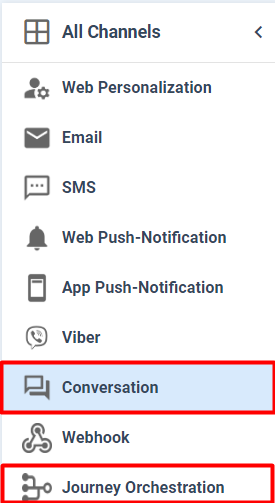 All Channels
Web Personalization
Email
SMS
Web Push-Notification
App Push-Notification
Viber
Conversation
Webhook
Journey Orchestration